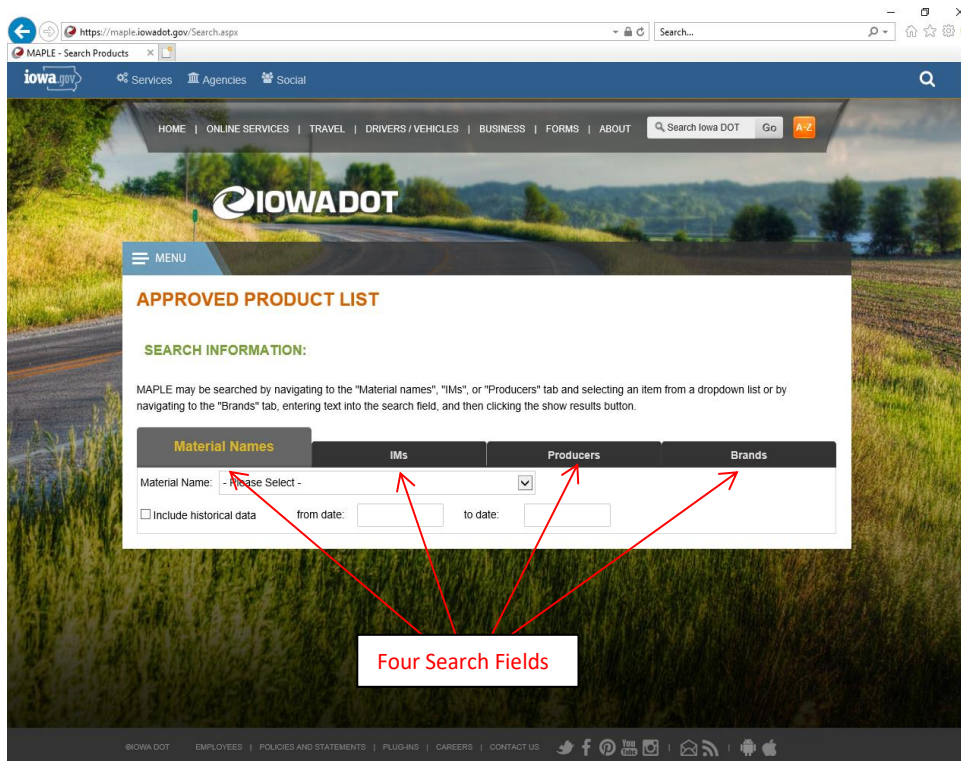 https://maple.iowadot.gov/Search.aspx
Search...
MAPLE - Search Products
iowa.gov
Services
Agencies
Social
HOME | ONLINE SERVICES | TRAVEL | DRIVERS / VEHICLES | BUSINESS | FORMS | ABOUT
Search Iowa DOT
Go
A-Z
IOWADOT
MENU
APPROVED PRODUCT LIST
SEARCH INFORMATION:
MAPLE may be searched by navigating to the "Material names", "IMs", or "Producers" tab and selecting an item from a dropdown list or by
navigating to the "Brands" tab, entering text into the search field, and then clicking the show results button.
Material Names
IMs
Producers
Brands
Material Name: - Please Select -
Include historical data from date: to date:
Four Search Fields
©IOWA DOT EMPLOYEES | POLICIES AND STATEMENTS | PLUG-INS | CAREERS | CONTACT US
You Tube